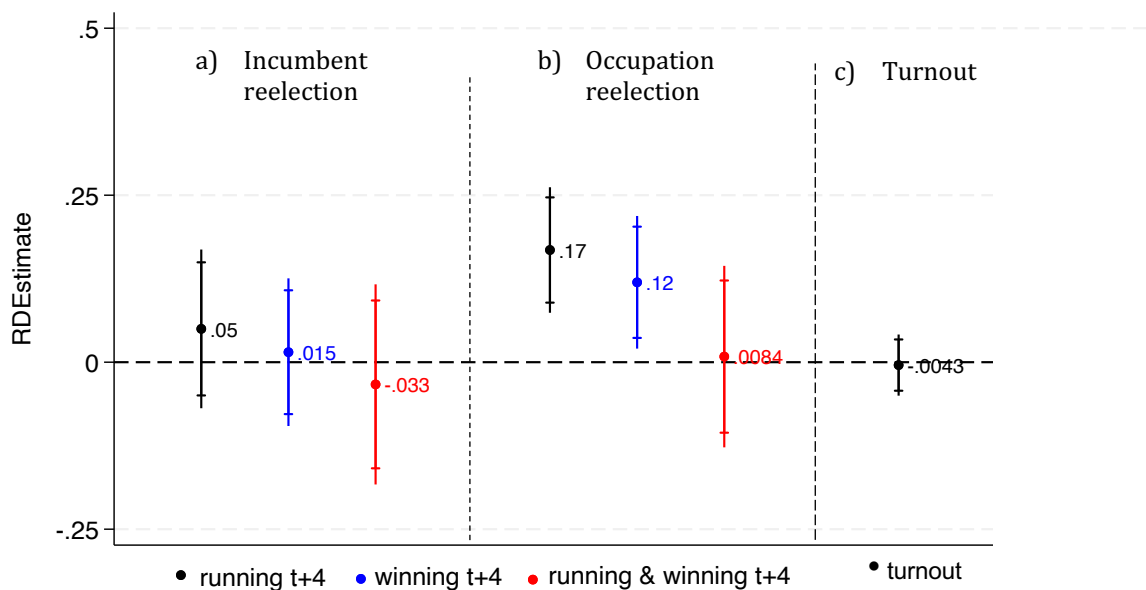 .5
a) Incumbent
reelection
b) Occupation
reelection
c) Turnout
.25
RDEstimate
.17
.12
.05
.015
-.033
.0084
-.0043
0
-.25
running t+4
winning t+4
running & winning t+4
turnout